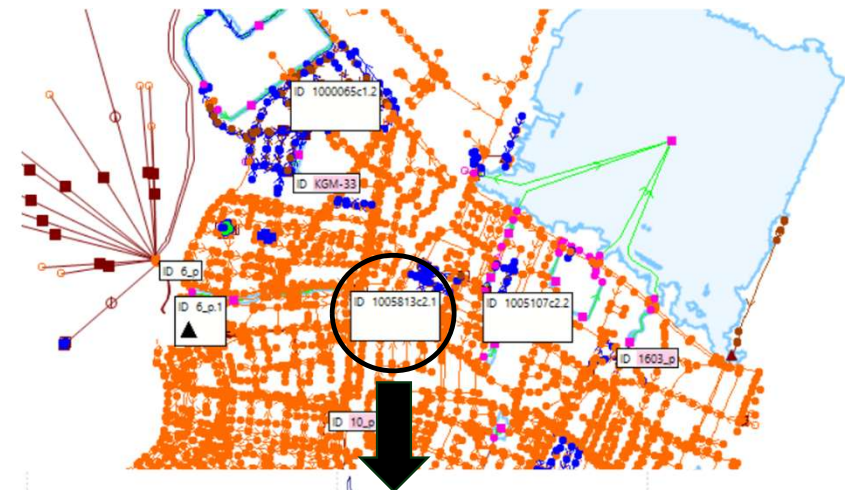 ID 1000065c1.2
ID KGM-33
ID 6_p
ID 6_p.1
ID 1005813c2.1
ID 1005107c2.2
ID 1603_p
ID 10_p